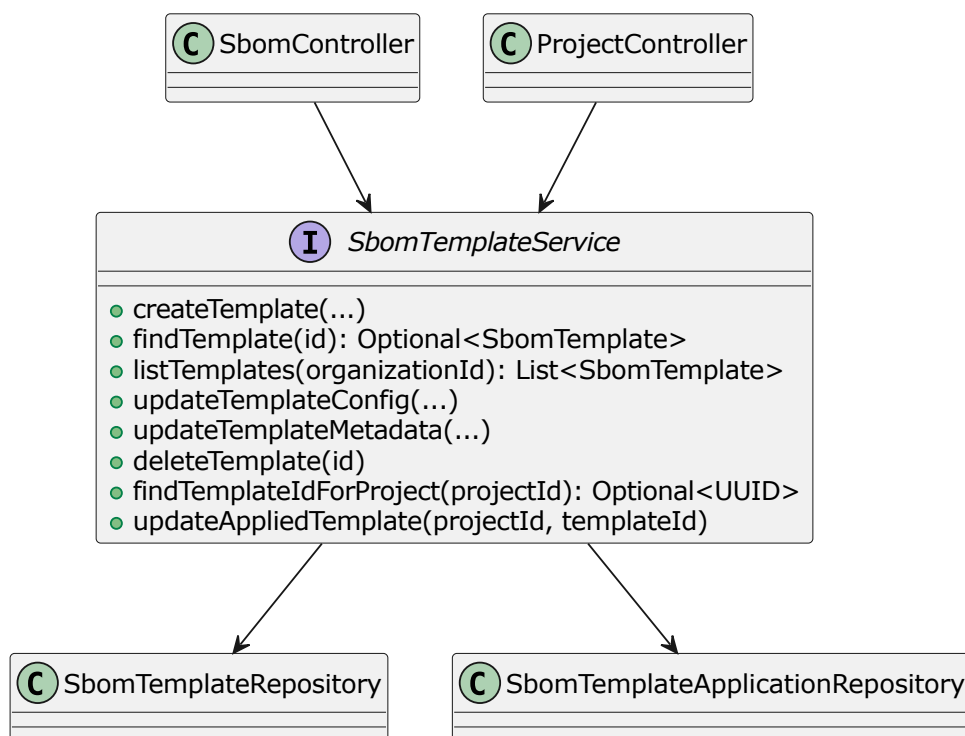 C SbomController
C ProjectController
I SbomTemplateService
createTemplate(...)
findTemplate(id): Optional<SbomTemplate>
listTemplates(organizationId): List<SbomTemplate>
updateTemplateConfig(...)
updateTemplateMetadata(...)
deleteTemplate(id)
findTemplateIdForProject(projectId): Optional<UUID>
updateAppliedTemplate(projectId, templateId)
C SbomTemplateRepository
C SbomTemplateApplicationRepository